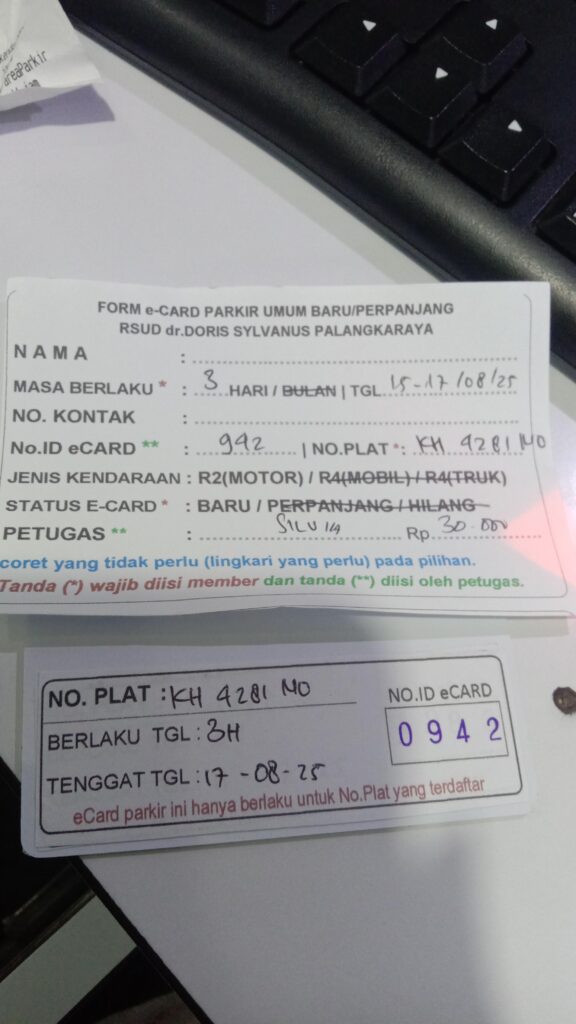 areaParkir
FORM e-CARD PARKIR UMUM BARU/PERPANJANG
RSUD dr.DORIS SYLVANUS PALANGKARAYA
N A M A :
MASA BERLAKU * : 3 HARI / BULAN | TGL 15-17/08/25
NO. KONTAK :
No.ID eCARD ** : 942 | NO.PLAT *: KH 4281 MO
JENIS KENDARAAN : R2(MOTOR) / R4(MOBIL) / R4(TRUK)
STATUS E-CARD * : BARU / PERPANJANG / HILANG
PETUGAS ** : SILVIA Rp. 30.000
coret yang tidak perlu (lingkari yang perlu) pada pilihan.
Tanda (*) wajib diisi member dan tanda (**) diisi oleh petugas.
NO. PLAT : KH 4281 MO
NO.ID eCARD
0942
BERLAKU TGL : 3H
TENGGAT TGL : 17-08-25
eCard parkir ini hanya berlaku untuk No.Plat yang terdaftar